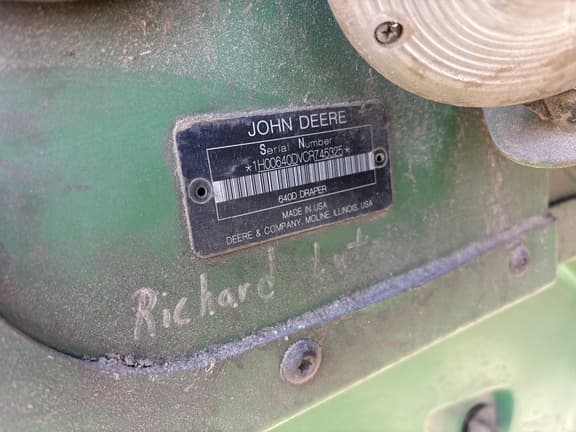 JOHN DEERE
Serial Number
*1H00640DVCR745325*
640D DRAPER
MADE IN USA
DEERE & COMPANY, MOLINE, ILLINOIS, USA
Richard